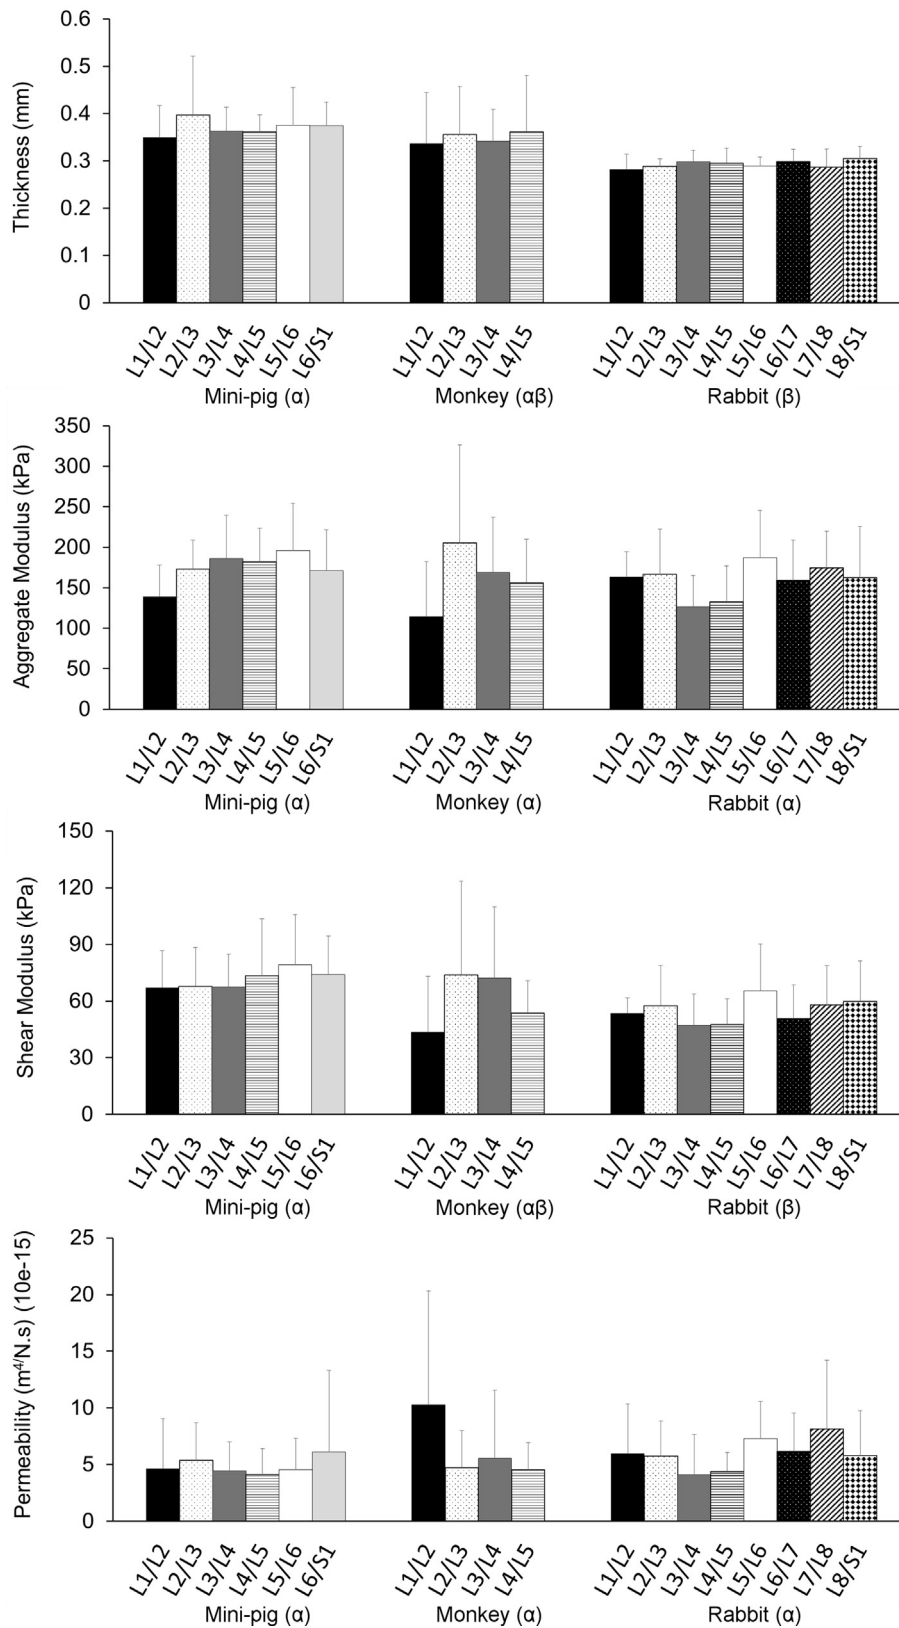 Thickness (mm)
0.6
0.5
0.4
0.3
0.2
0.1
0
L1/L2 L2/L3 L3/L4 L4/L5 L5/L6 L6/S1
L1/L2 L2/L3 L3/L4 L4/L5
L1/L2 L2/L3 L3/L4 L4/L5 L5/L6 L6/L7 L7/L8 L8/S1
Mini-pig (α) Monkey (αβ) Rabbit (β)
Aggregate Modulus (kPa)
350
300
250
200
150
100
50
0
L1/L2 L2/L3 L3/L4 L4/L5 L5/L6 L6/S1
L1/L2 L2/L3 L3/L4 L4/L5
L1/L2 L2/L3 L3/L4 L4/L5 L5/L6 L6/L7 L7/L8 L8/S1
Mini-pig (α) Monkey (α) Rabbit (α)
Shear Modulus (kPa)
150
120
90
60
30
0
L1/L2 L2/L3 L3/L4 L4/L5 L5/L6 L6/S1
L1/L2 L2/L3 L3/L4 L4/L5
L1/L2 L2/L3 L3/L4 L4/L5 L5/L6 L6/L7 L7/L8 L8/S1
Mini-pig (α) Monkey (αβ) Rabbit (β)
Permeability (m⁴/N.s) (10e-15)
25
20
15
10
5
0
L1/L2 L2/L3 L3/L4 L4/L5 L5/L6 L6/S1
L1/L2 L2/L3 L3/L4 L4/L5
L1/L2 L2/L3 L3/L4 L4/L5 L5/L6 L6/L7 L7/L8 L8/S1
Mini-pig (α) Monkey (α) Rabbit (α)